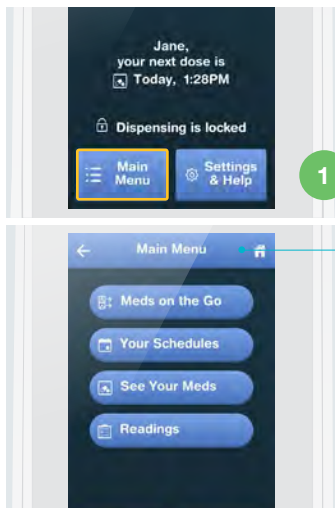 Jane,
your next dose is
Today, 1:28PM
Dispensing is locked
Main
Menu
Settings
& Help
1
Main Menu
Meds on the Go
Your Schedules
See Your Meds
Readings